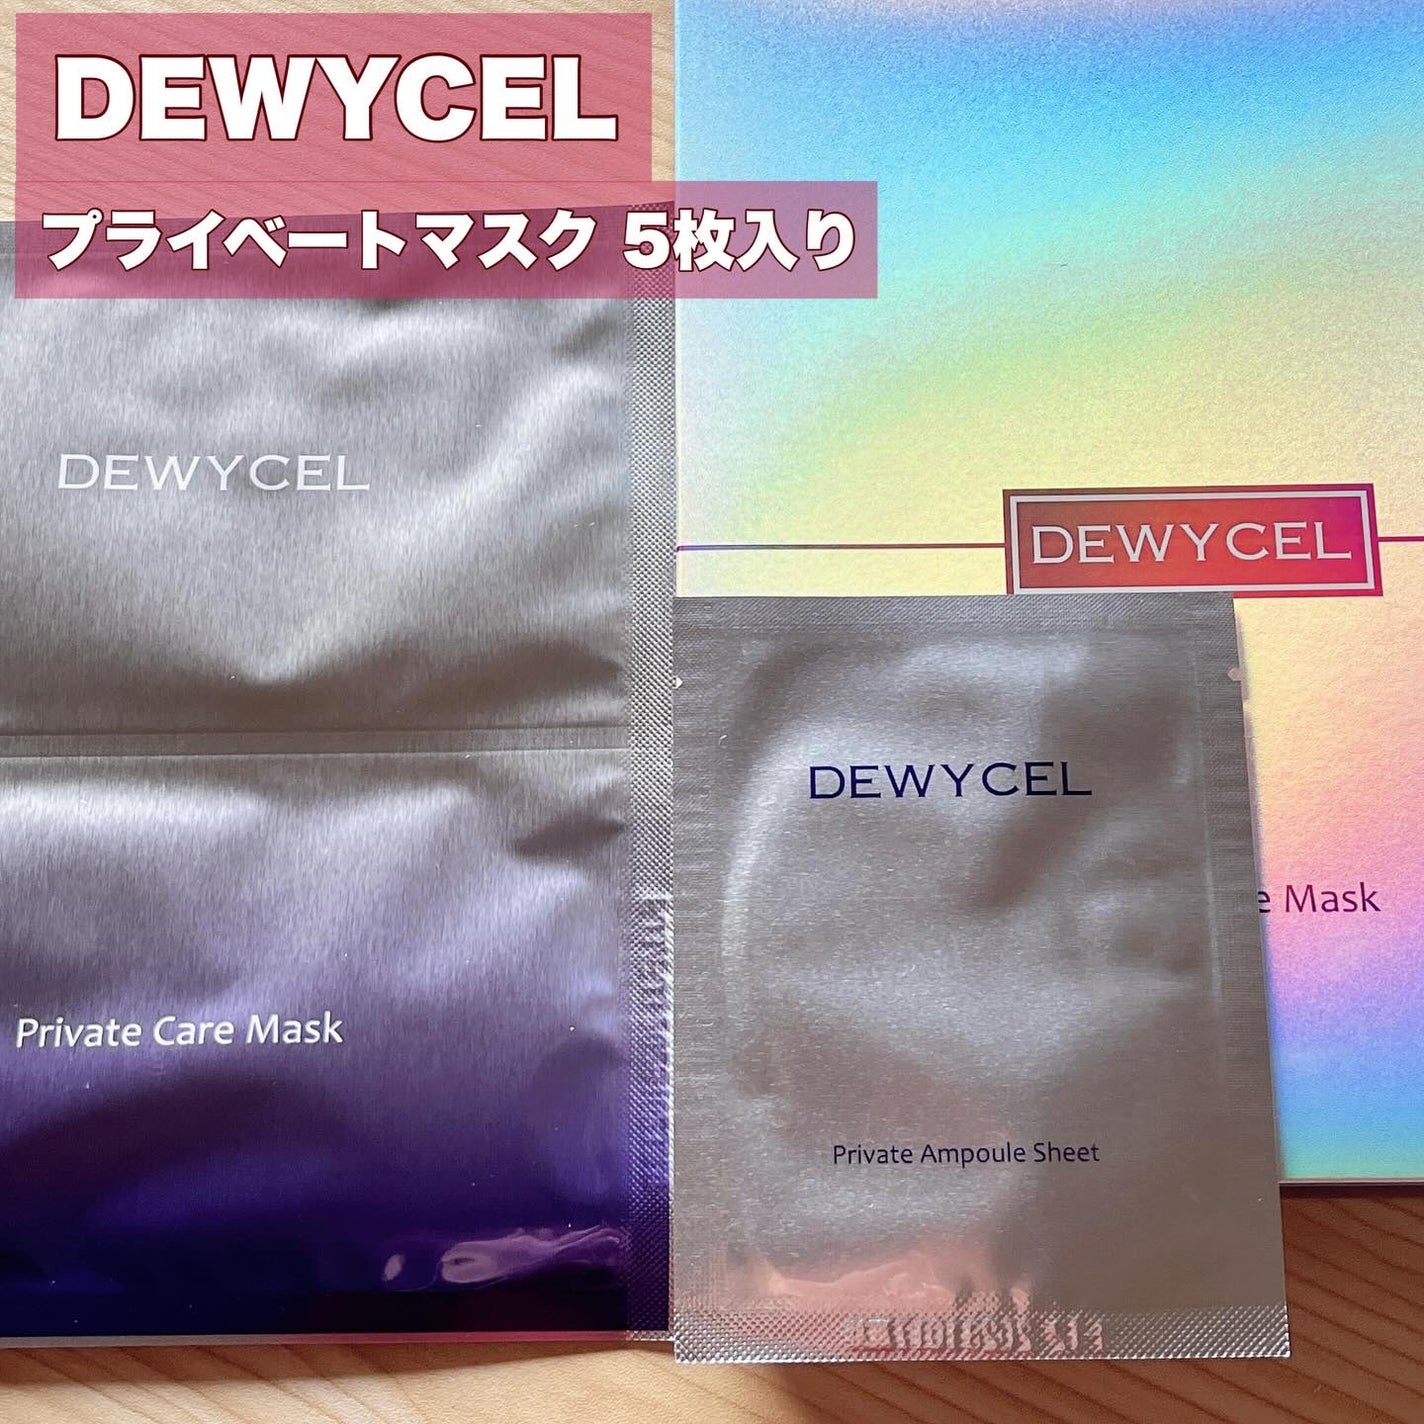 DEWYCEL
プライベートマスク 5枚入り
DEWYCEL
Private Care Mask
DEWYCEL
Mask
DEWYCEL
Private Ampoule Sheet